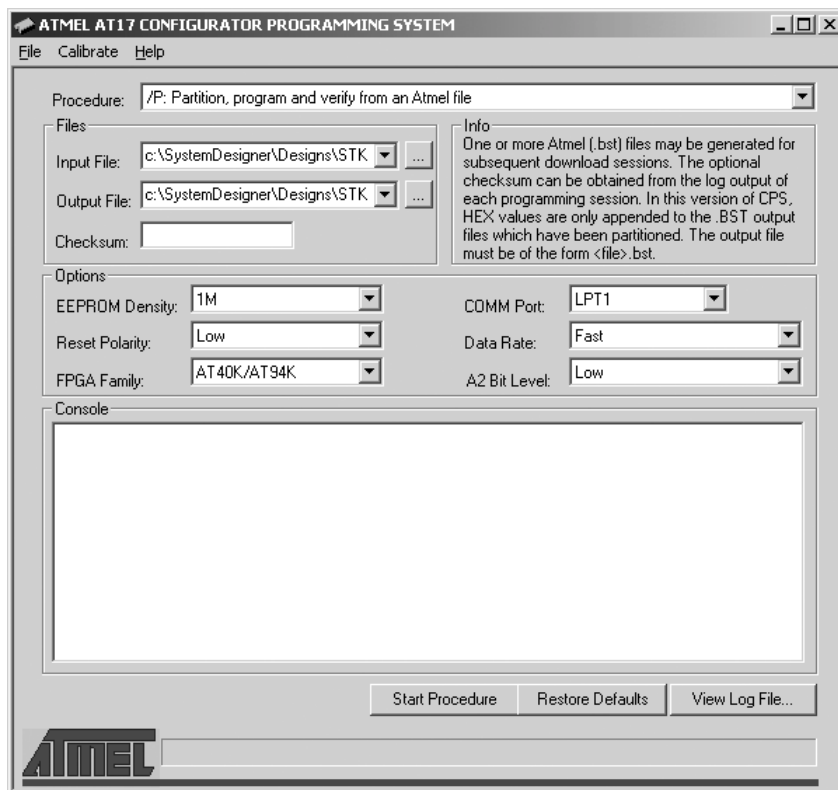 ATMEL AT17 CONFIGURATOR PROGRAMMING SYSTEM
File Calibrate Help
Procedure: /P: Partition, program and verify from an Atmel file
Files
Input File: c:\SystemDesigner\Designs\STK ...
Output File: c:\SystemDesigner\Designs\STK ...
Checksum:
Info
One or more Atmel (.bst) files may be generated for
subsequent download sessions. The optional
checksum can be obtained from the log output of
each programming session. In this version of CPS,
HEX values are only appended to the .BST output
files which have been partitioned. The output file
must be of the form <file>.bst.
Options
EEPROM Density: 1M
COMM Port: LPT1
Reset Polarity: Low
Data Rate: Fast
FPGA Family: AT40K/AT94K
A2 Bit Level: Low
Console
Start Procedure Restore Defaults View Log File...
ATMEL